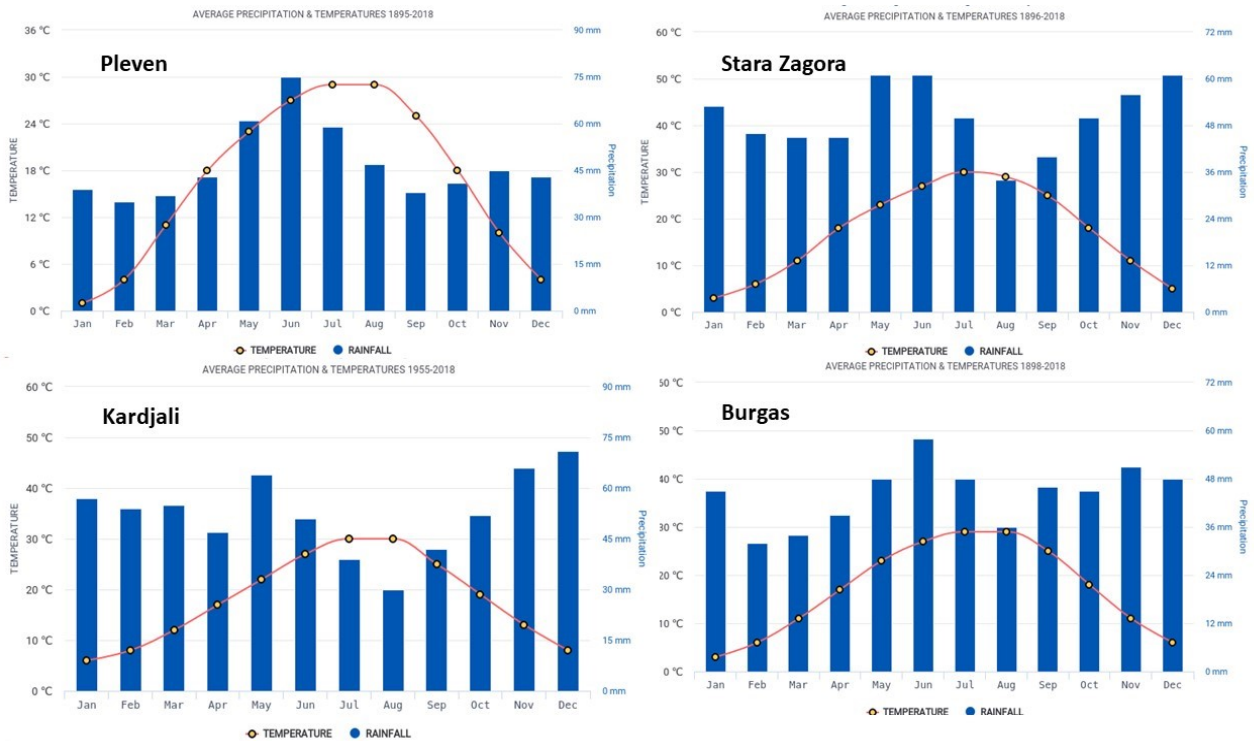 AVERAGE PRECIPITATION & TEMPERATURES 1895-2018
Pleven
TEMPERATURE
36 °C
30 °C
24 °C
18 °C
12 °C
6 °C
0 °C
90 mm
75 mm
60 mm
45 mm
30 mm
15 mm
0 mm
Precipitation
Jan Feb Mar Apr May Jun Jul Aug Sep Oct Nov Dec
TEMPERATURE RAINFALL
AVERAGE PRECIPITATION & TEMPERATURES 1896-2018
Stara Zagora
TEMPERATURE
60 °C
50 °C
40 °C
30 °C
20 °C
10 °C
0 °C
72 mm
60 mm
48 mm
36 mm
24 mm
12 mm
0 mm
Precipitation
Jan Feb Mar Apr May Jun Jul Aug Sep Oct Nov Dec
TEMPERATURE RAINFALL
AVERAGE PRECIPITATION & TEMPERATURES 1955-2018
Kardjali
TEMPERATURE
60 °C
50 °C
40 °C
30 °C
20 °C
10 °C
0 °C
90 mm
75 mm
60 mm
45 mm
30 mm
15 mm
0 mm
Precipitation
Jan Feb Mar Apr May Jun Jul Aug Sep Oct Nov Dec
TEMPERATURE RAINFALL
AVERAGE PRECIPITATION & TEMPERATURES 1898-2018
Burgas
50 °C
40 °C
30 °C
20 °C
10 °C
0 °C
72 mm
60 mm
48 mm
36 mm
24 mm
12 mm
0 mm
Precipitation
Jan Feb Mar Apr May Jun Jul Aug Sep Oct Nov Dec
TEMPERATURE RAINFALL